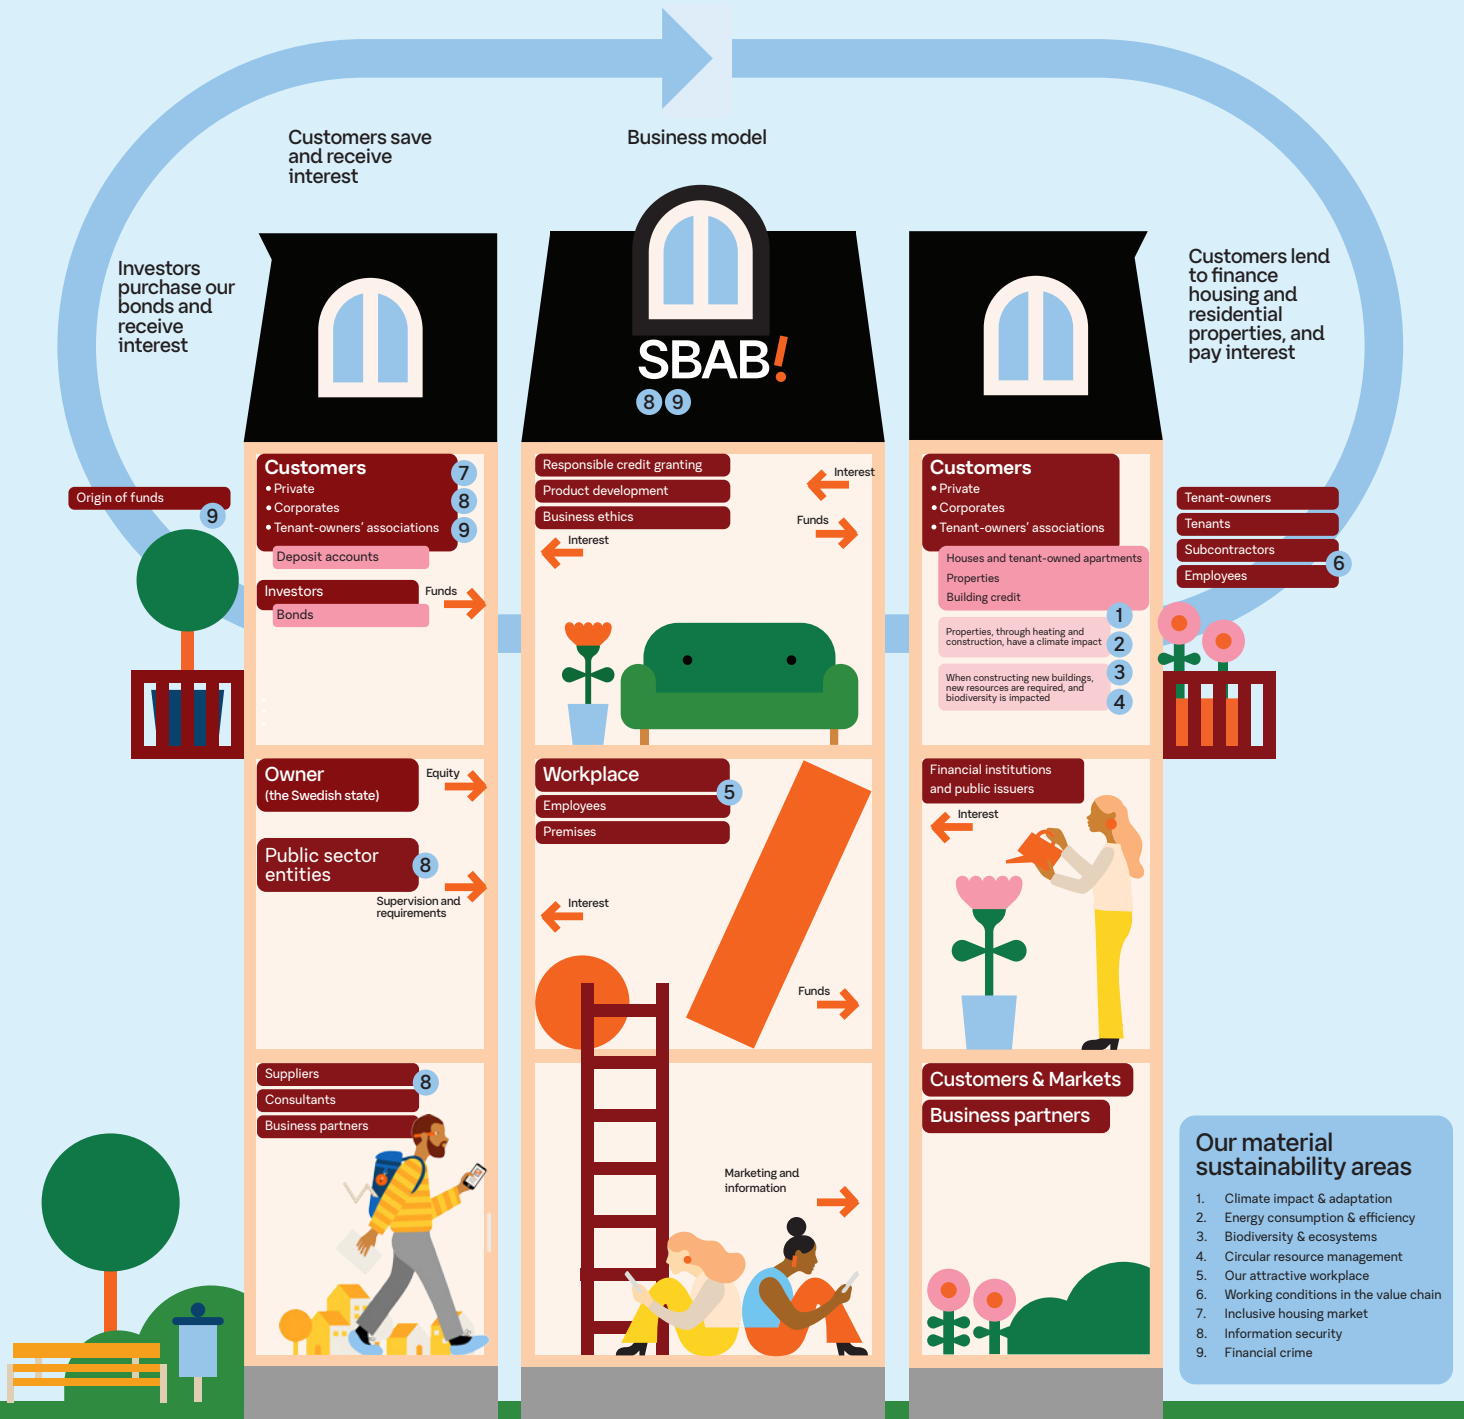 Business model
Customers save
and receive
interest
Investors
purchase our
bonds and
receive
interest
Customers lend
to finance
housing and
residential
properties, and
pay interest
SBAB!
8 9
Origin of funds
9
Customers
• Private
• Corporates
• Tenant-owners' associations
7
8
9
Deposit accounts
Investors
Bonds
Funds
Owner
(the Swedish state)
Equity
Public sector
entities
8
Supervision and
requirements
Suppliers
Consultants
Business partners
8
Responsible credit granting
Product development
Business ethics
Interest
Funds
Interest
Workplace
Employees
Premises
5
Interest
Funds
Marketing and
information
Customers
• Private
• Corporates
• Tenant-owners' associations
Houses and tenant-owned apartments
Properties
Building credit
Properties, through heating and
construction, have a climate impact
When constructing new buildings,
new resources are required, and
biodiversity is impacted
1
2
3
4
Financial institutions
and public issuers
Interest
Customers & Markets
Business partners
Tenant-owners
Tenants
Subcontractors
Employees
6
Our material
sustainability areas
1. Climate impact & adaptation
2. Energy consumption & efficiency
3. Biodiversity & ecosystems
4. Circular resource management
5. Our attractive workplace
6. Working conditions in the value chain
7. Inclusive housing market
8. Information security
9. Financial crime